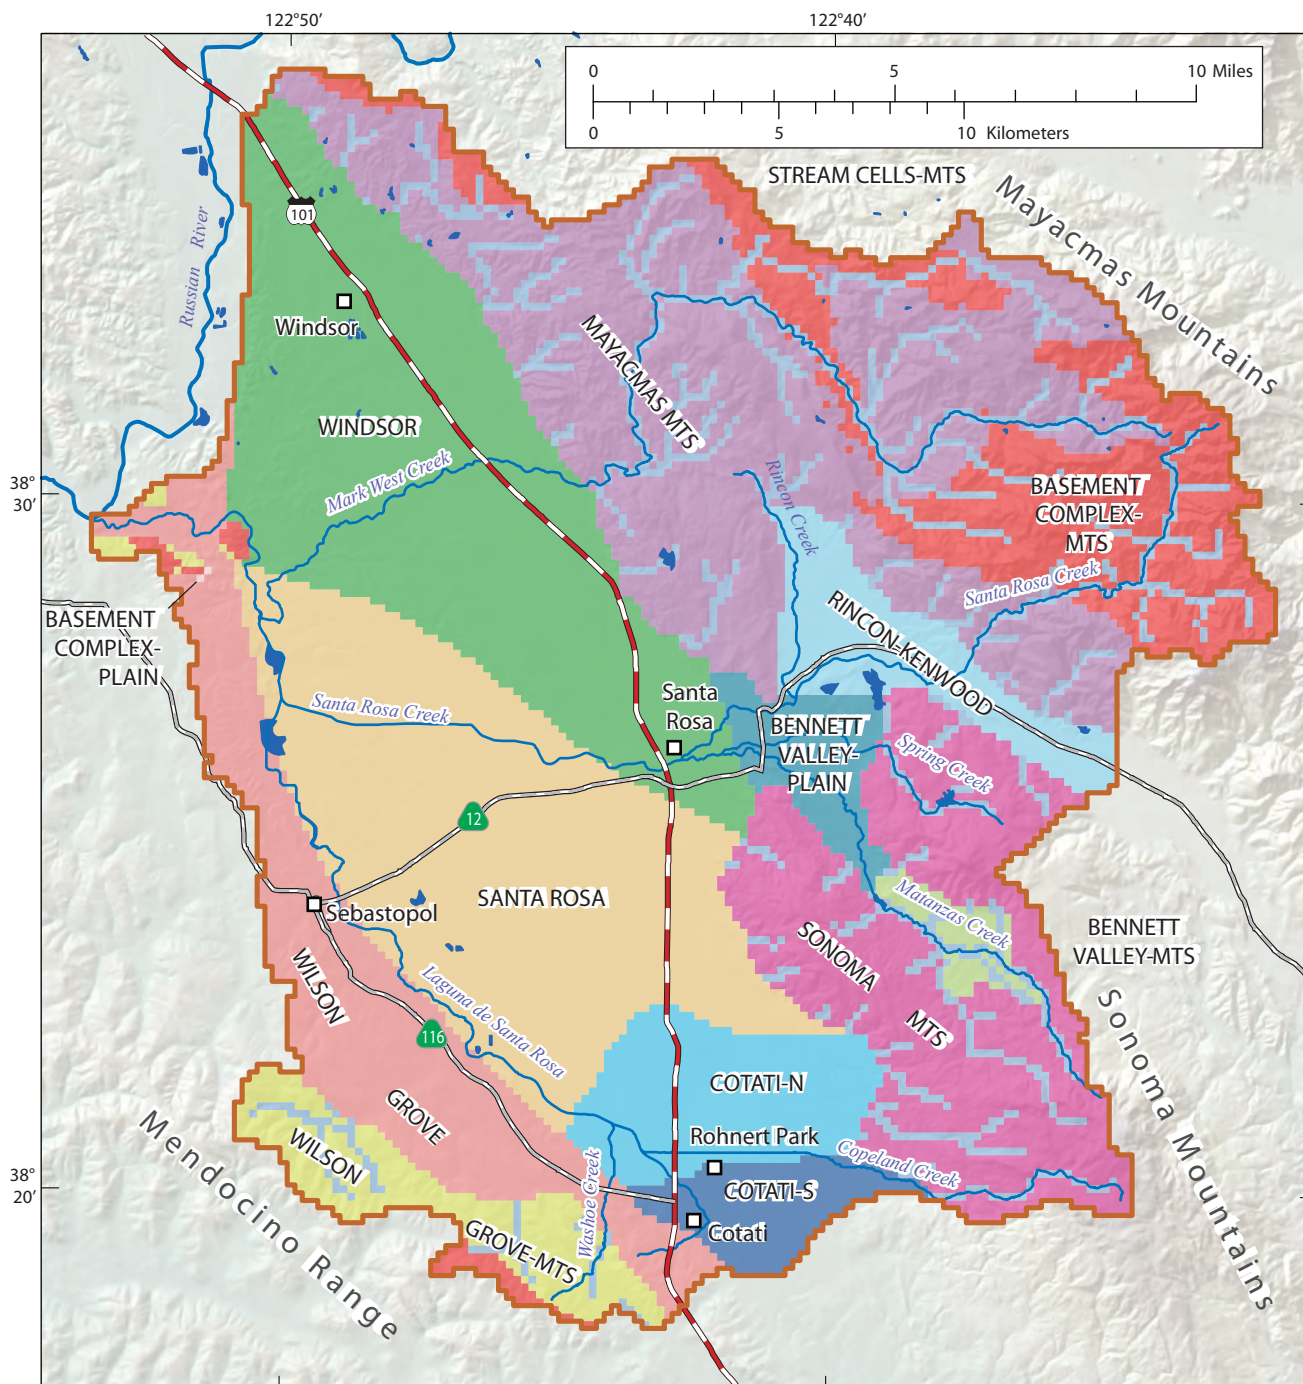 122°50′
122°40′
0 5 10 Miles
0 5 10 Kilometers
STREAM CELLS-MTS
Mayacmas Mountains
101
Russian River
Windsor
MAYACMAS MTS
WINDSOR
Mark West Creek
Rincon Creek
38°
30′
BASEMENT
COMPLEX-
MTS
Santa Rosa Creek
BASEMENT
COMPLEX-
PLAIN
RINCON-KENWOOD
Santa Rosa Creek
Santa
Rosa
BENNETT
VALLEY-
PLAIN
Spring Creek
12
SANTA ROSA
Sebastopol
Matanzas Creek
BENNETT
VALLEY-MTS
SONOMA
MTS
WILSON
GROVE
Laguna de Santa Rosa
116
Sonoma Mountains
COTATI-N
Rohnert Park
Copeland Creek
WILSON
GROVE-MTS
Washoe Creek
38°
20′
COTATI-S
Cotati
Mendocino Range